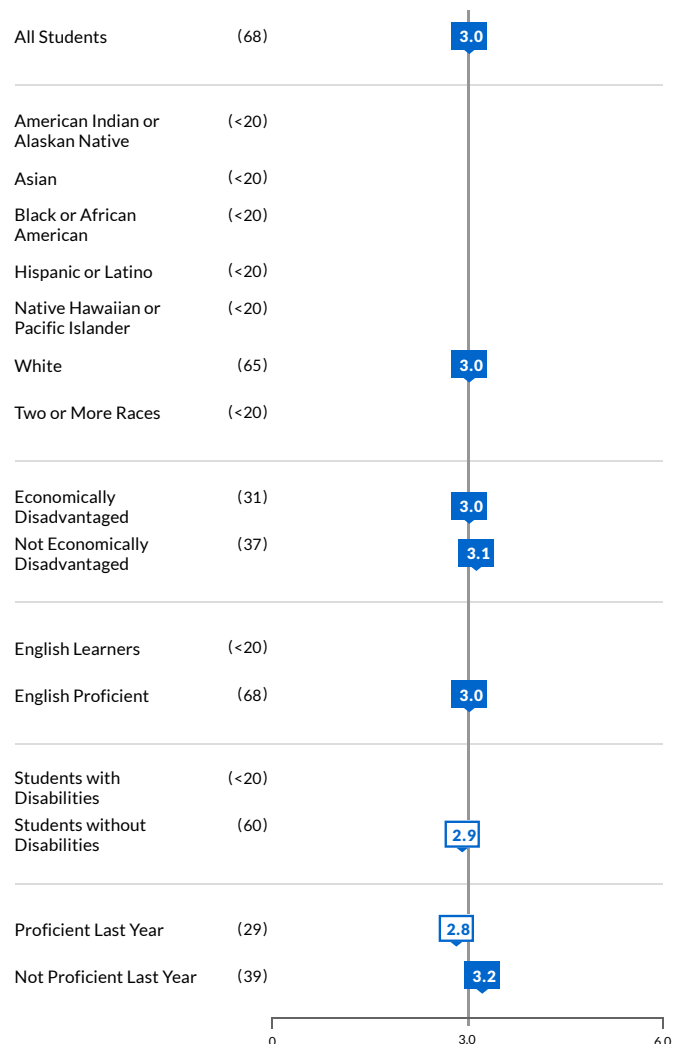 All Students (68) 3.0
American Indian or (<20)
Alaskan Native
Asian (<20)
Black or African (<20)
American
Hispanic or Latino (<20)
Native Hawaiian or (<20)
Pacific Islander
White (65) 3.0
Two or More Races (<20)
Economically (31) 3.0
Disadvantaged
Not Economically (37) 3.1
Disadvantaged
English Learners (<20)
English Proficient (68) 3.0
Students with (<20)
Disabilities
Students without (60) 2.9
Disabilities
Proficient Last Year (29) 2.8
Not Proficient Last Year (39) 3.2
0 3.0 6.0